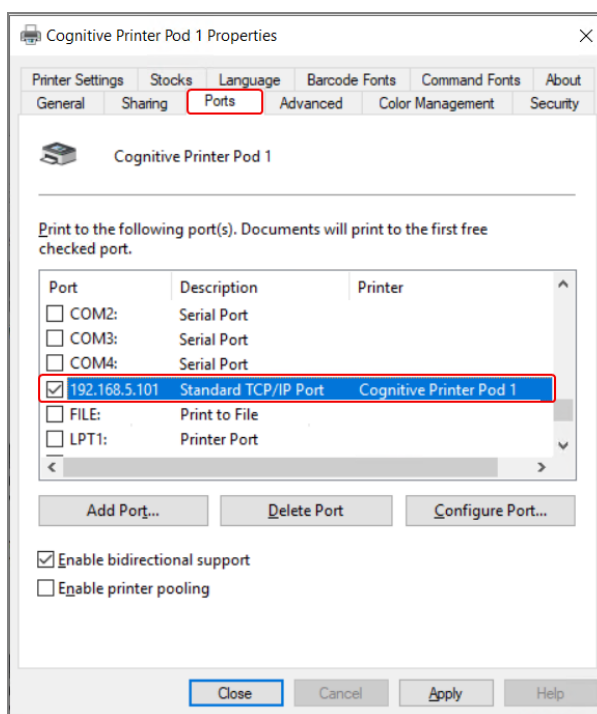 Cognitive Printer Pod 1 Properties
Printer Settings Stocks Language Barcode Fonts Command Fonts About
General Sharing Ports Advanced Color Management Security
Cognitive Printer Pod 1
Print to the following port(s). Documents will print to the first free
checked port.
Port Description Printer
COM2: Serial Port
COM3: Serial Port
COM4: Serial Port
192.168.5.101 Standard TCP/IP Port Cognitive Printer Pod 1
FILE: Print to File
LPT1: Printer Port
Add Port... Delete Port Configure Port...
Enable bidirectional support
Enable printer pooling
Close Cancel Apply Help